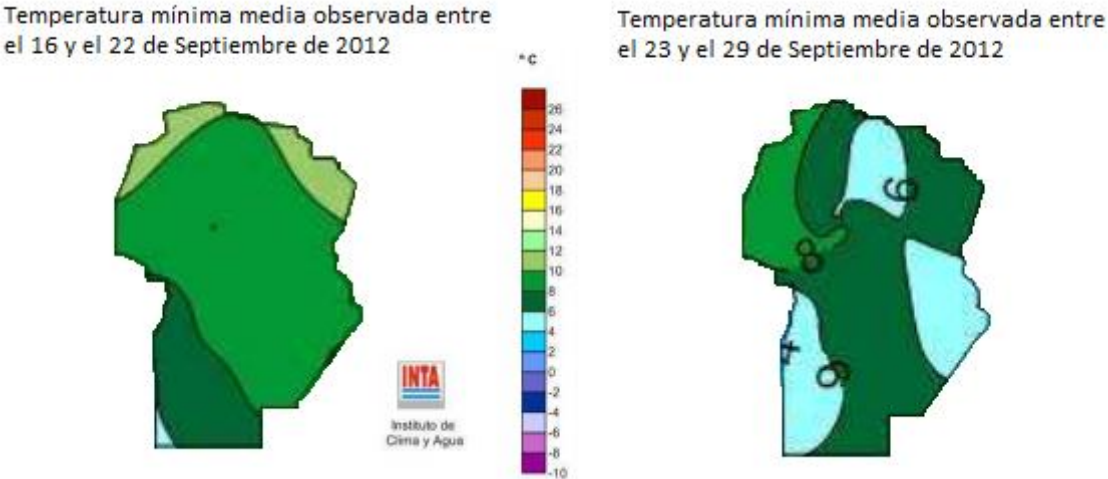 Temperatura mínima media observada entre
el 16 y el 22 de Septiembre de 2012
Temperatura mínima media observada entre
el 23 y el 29 de Septiembre de 2012
°C
26
24
22
20
18
16
14
12
10
8
6
4
2
0
-2
-4
-6
-8
-10
INTA
Instituto de
Clima y Agua
6
8
4
6